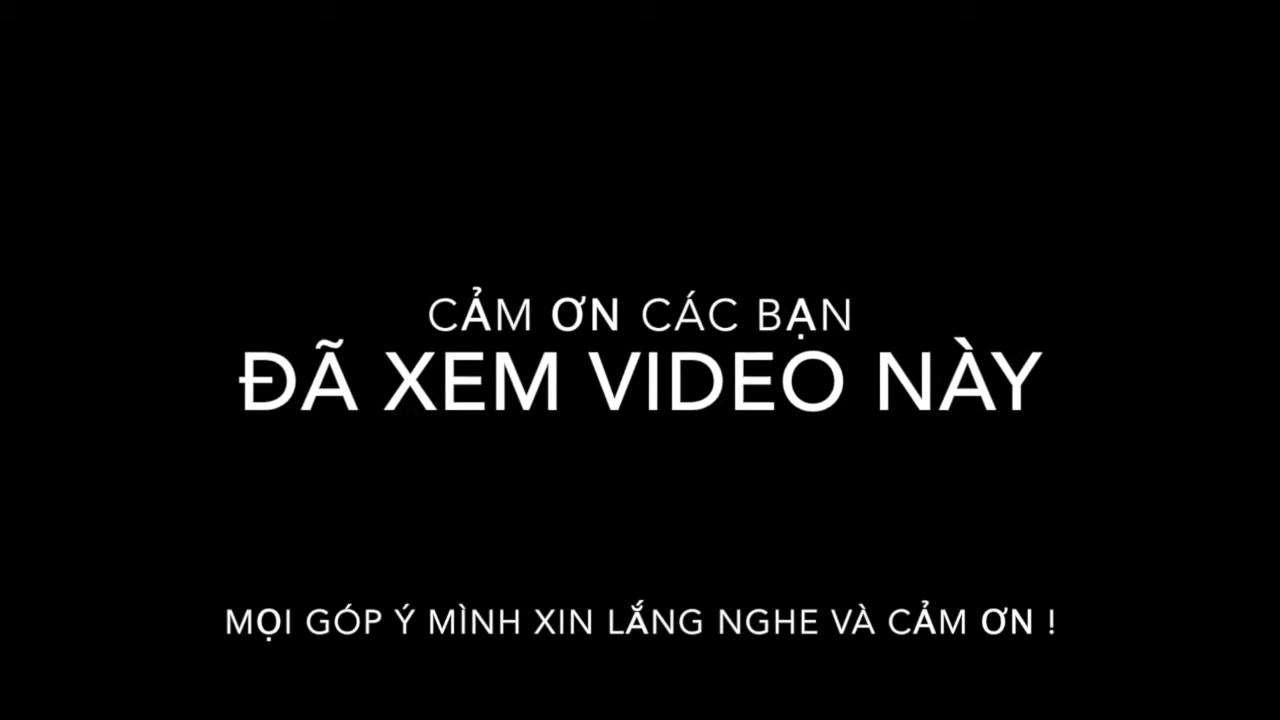 CẢM ƠN CÁC BẠN
ĐÃ XEM VIDEO NÀY
MỌI GÓP Ý MÌNH XIN LẮNG NGHE VÀ CẢM ƠN !